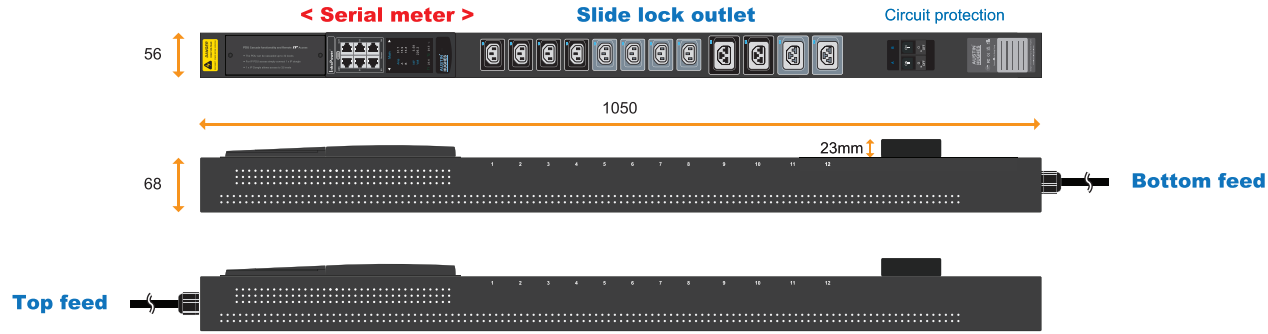 < Serial meter >
Slide lock outlet
Circuit protection
56
1050
23mm
68
1 2 3 4 5 6 7 8 9 10 11 12
Bottom feed
1 2 3 4 5 6 7 8 9 10 11 12
Top feed